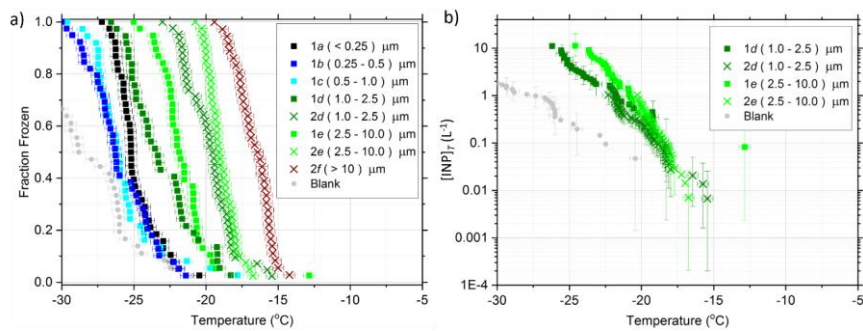 a)
Fraction Frozen
1.0
0.8
0.6
0.4
0.2
0.0
-30
-25
-20
-15
-10
-5
Temperature (°C)
1a ( < 0.25 ) μm
1b (0.25 - 0.5) μm
1c (0.5 - 1.0) μm
1d (1.0 - 2.5) μm
2d (1.0 - 2.5) μm
1e (2.5 - 10.0) μm
2e (2.5 - 10.0) μm
2f (> 10) μm
Blank
b)
[INP]T (L-1)
100
10
1
0.1
0.01
0.001
1E-4
-30
-25
-20
-15
-10
-5
Temperature (°C)
1d ( 1.0 - 2.5) μm
2d ( 1.0 - 2.5) μm
1e ( 2.5 - 10.0) μm
2e ( 2.5 - 10.0) μm
Blank